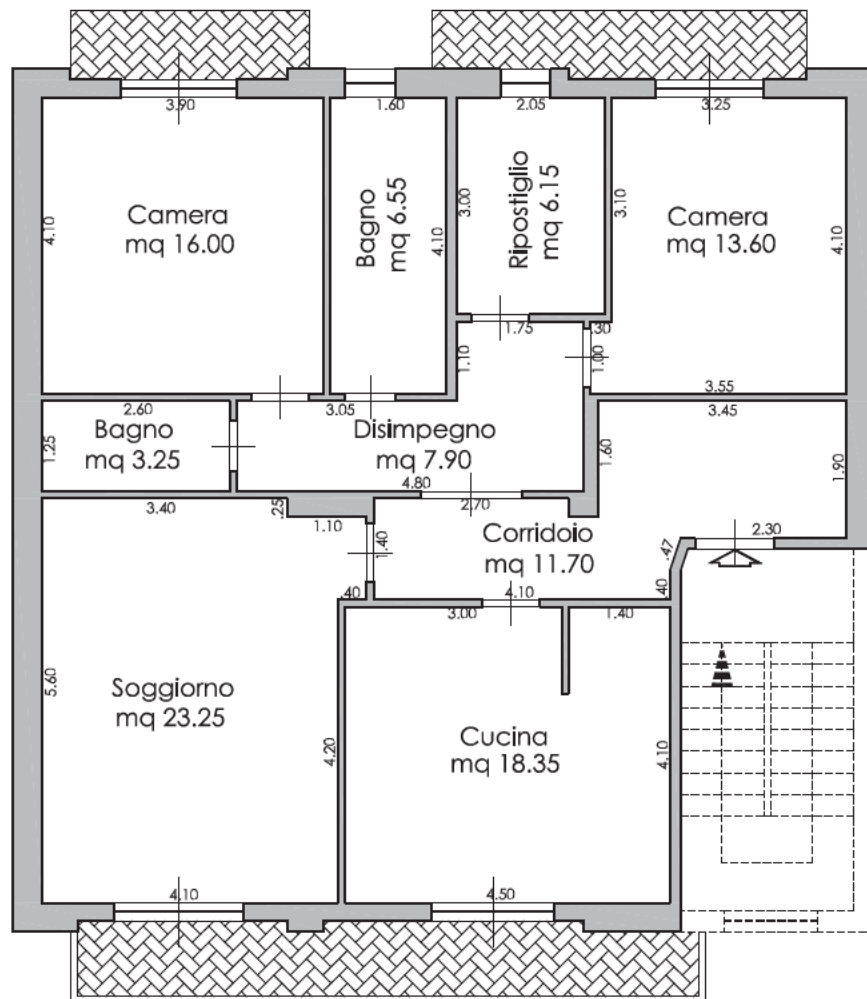 3.90
1.60
2.05
3.25
4.10
Camera
mq 16.00
Bagno
mq 6.55
4.10
3.00
Ripostiglio
mq 6.15
3.10
Camera
mq 13.60
4.10
1.75
.30
1.10
1.00
2.60
3.05
3.55
3.45
1.25
Bagno
mq 3.25
Disimpegno
mq 7.90
1.60
1.90
4.80
3.40
.25
2.70
1.10
1.40
Corridoio
mq 11.70
.47
2.30
.40
4.10
.40
3.00
1.40
5.60
Soggiorno
mq 23.25
4.20
Cucina
mq 18.35
4.10
4.10
4.50